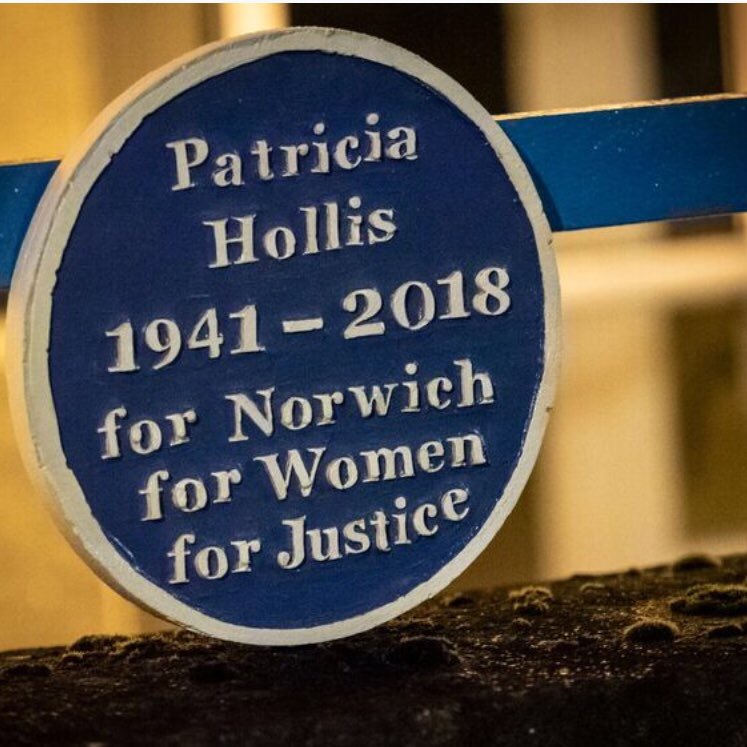 Patricia
Hollis
1941 – 2018
for Norwich
for Women
for Justice